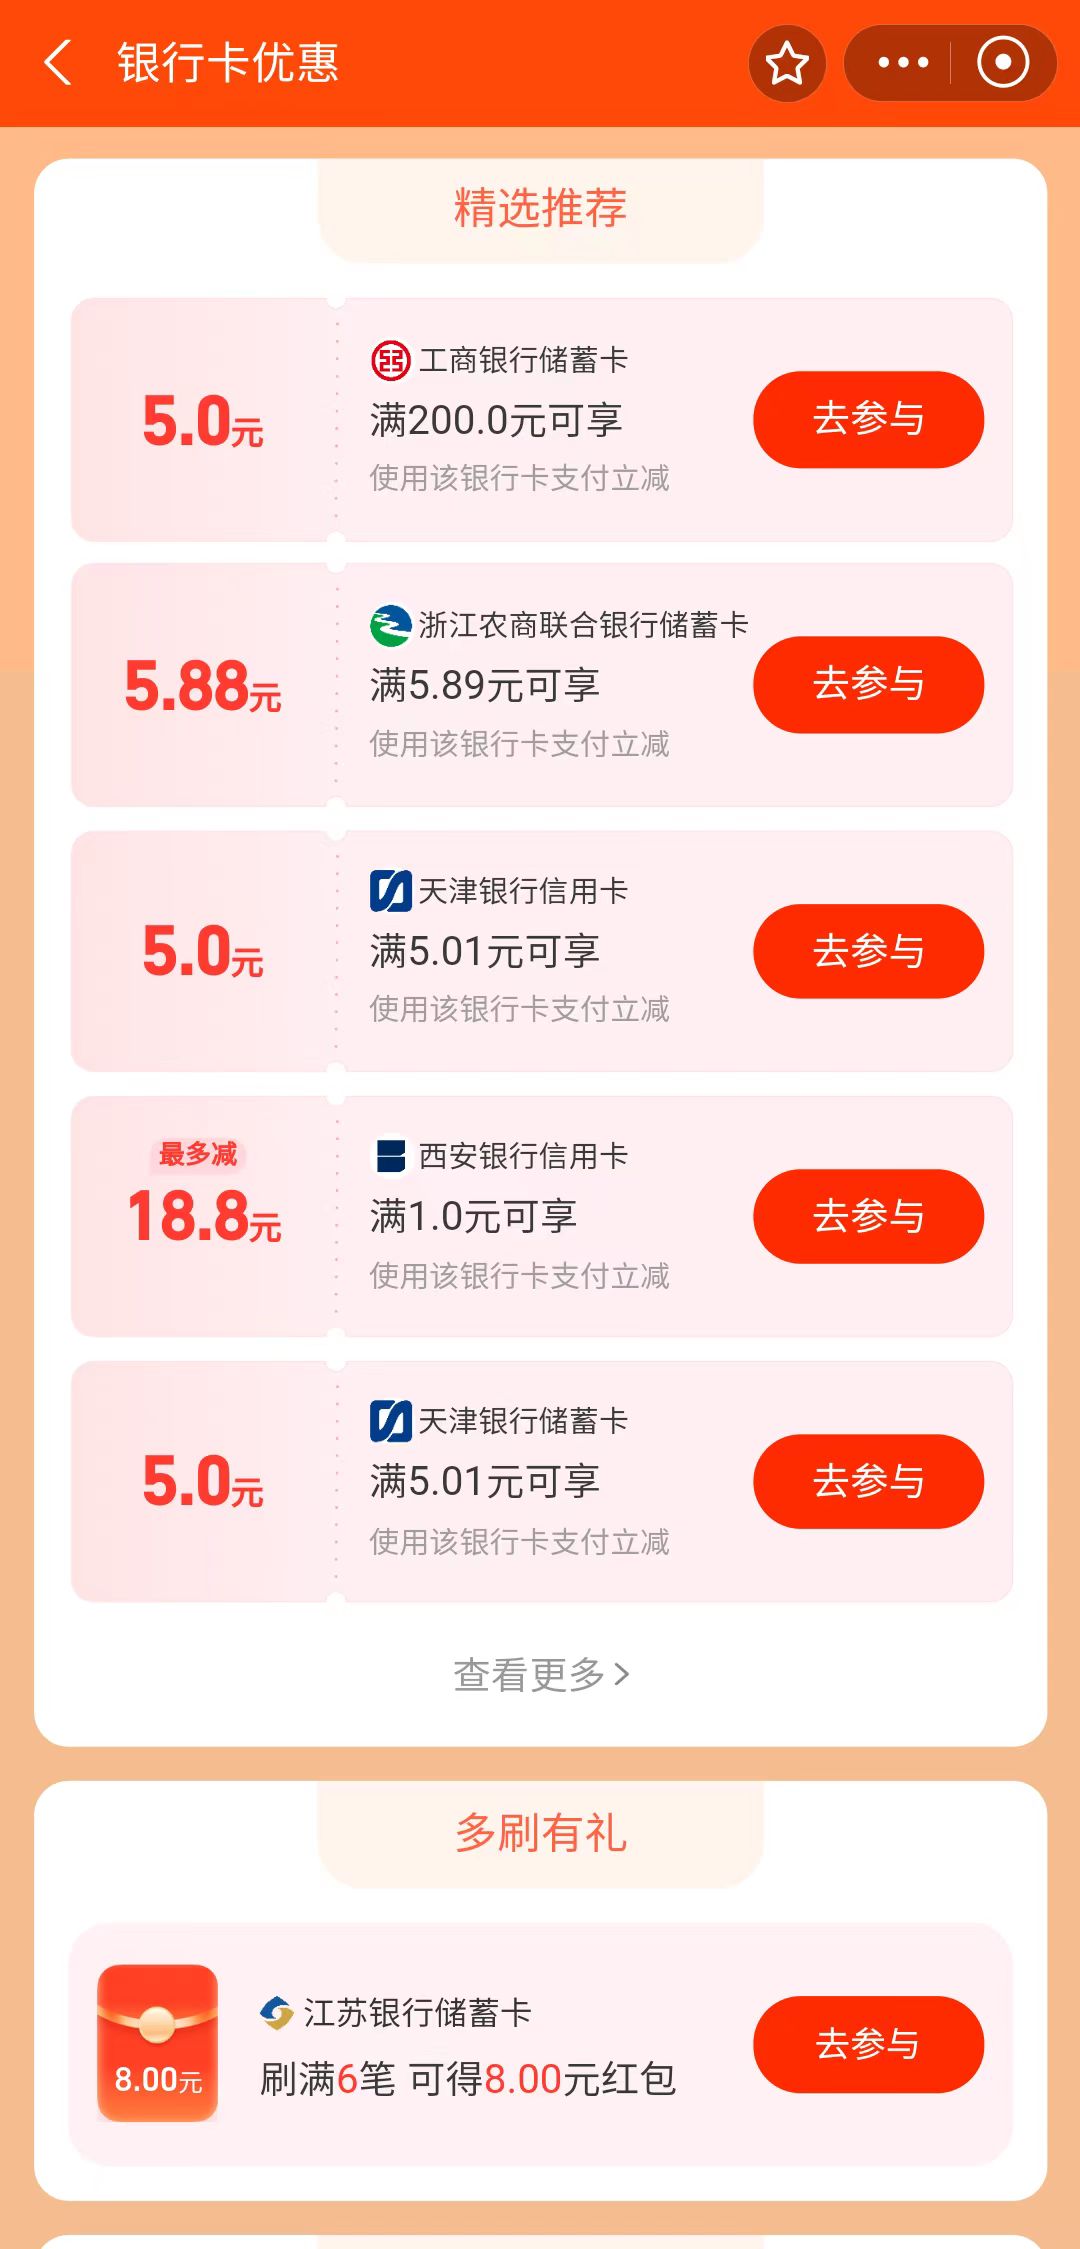 银行卡优惠
精选推荐
工商银行储蓄卡
5.0元
满200.0元可享
去参与
使用该银行卡支付立减
浙江农商联合银行储蓄卡
5.88元
满5.89元可享
去参与
使用该银行卡支付立减
天津银行信用卡
5.0元
满5.01元可享
去参与
使用该银行卡支付立减
最多减
西安银行信用卡
18.8元
满1.0元可享
去参与
使用该银行卡支付立减
天津银行储蓄卡
5.0元
满5.01元可享
去参与
使用该银行卡支付立减
查看更多>
多刷有礼
江苏银行储蓄卡
去参与
8.00元
刷满6笔 可得8.00元红包